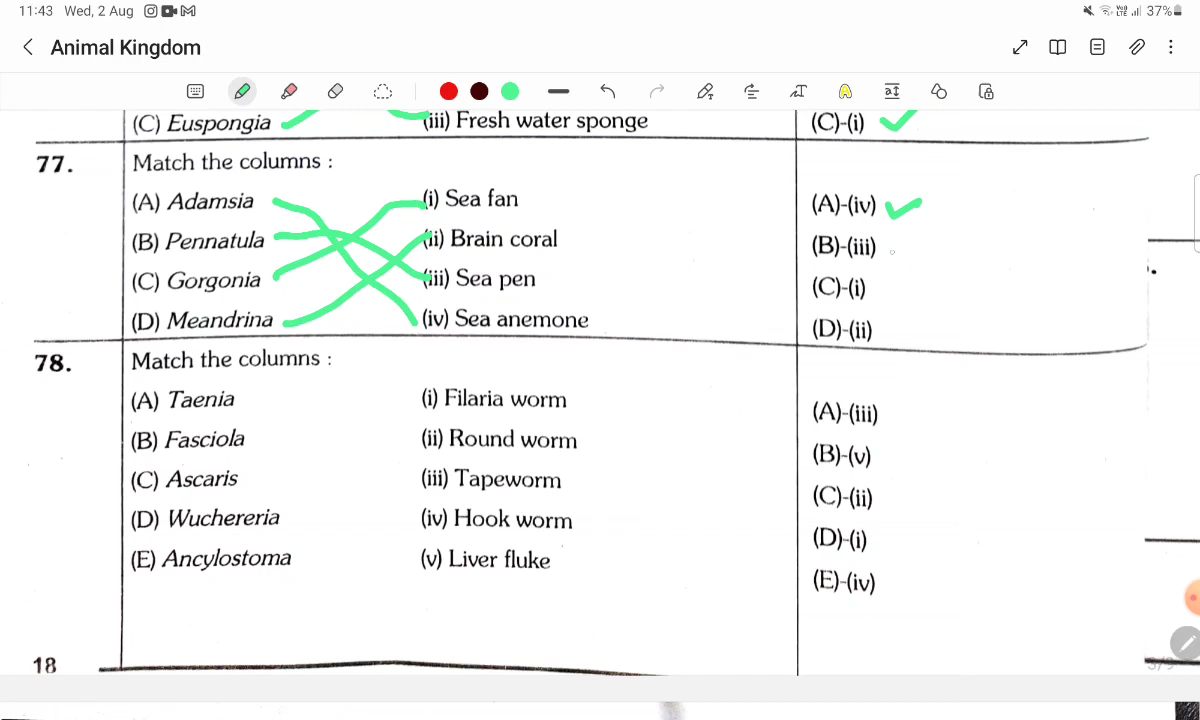 11:43 Wed, 2 Aug 37%
Animal Kingdom
(C) Euspongia (iii) Fresh water sponge (C)-(i)
77. Match the columns :
(A) Adamsia (i) Sea fan (A)-(iv)
(B) Pennatula (ii) Brain coral (B)-(iii)
(C) Gorgonia (iii) Sea pen (C)-(i)
(D) Meandrina (iv) Sea anemone (D)-(ii)
78. Match the columns :
(A) Taenia (i) Filaria worm (A)-(iii)
(B) Fasciola (ii) Round worm (B)-(v)
(C) Ascaris (iii) Tapeworm (C)-(ii)
(D) Wuchereria (iv) Hook worm (D)-(i)
(E) Ancylostoma (v) Liver fluke (E)-(iv)
18